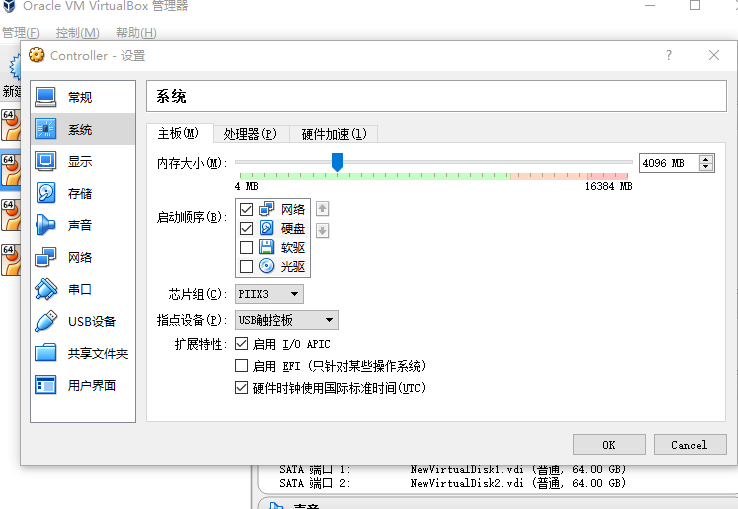 Oracle VM VirtualBox 管理器
管理(F) 控制(M) 帮助(H)
Controller - 设置
?
新建
64
64
64
64
常规
系统
显示
存储
声音
网络
串口
USB设备
共享文件夹
用户界面
系统
主板(M) 处理器(P) 硬件加速(l)
内存大小(M): 4096 MB
4 MB 16384 MB
启动顺序(B): 网络
硬盘
软驱
光驱
芯片组(C): PIIX3
指点设备(P): USB触控板
扩展特性: 启用 I/O APIC
启用 EFI (只针对某些操作系统)
硬件时钟使用国际标准时间(UTC)
OK Cancel
SATA 端口 1: NewVirtualDisk1.vdi (普通, 64.00 GB)
SATA 端口 2: NewVirtualDisk2.vdi (普通, 64.00 GB)
声音